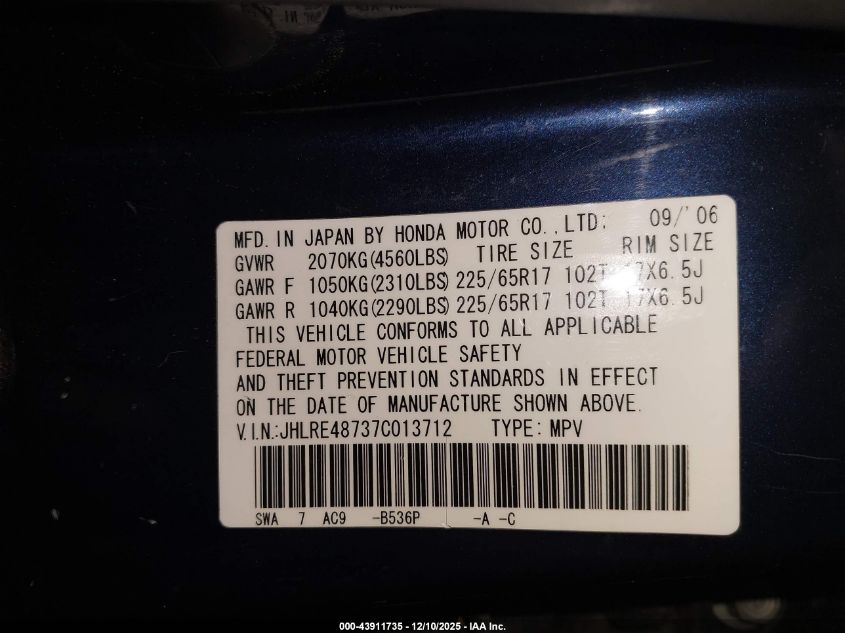 MFD. IN JAPAN BY HONDA MOTOR CO.,LTD: 09/'06
GVWR 2070KG(4560LBS) TIRE SIZE RIM SIZE
GAWR F 1050KG(2310LBS) 225/65R17 102T 17X6.5J
GAWR R 1040KG(2290LBS) 225/65R17 102T 17X6.5J
THIS VEHICLE CONFORMS TO ALL APPLICABLE
FEDERAL MOTOR VEHICLE SAFETY
AND THEFT PREVENTION STANDARDS IN EFFECT
ON THE DATE OF MANUFACTURE SHOWN ABOVE.
V.I.N.:JHLRE48737C013712 TYPE: MPV
SWA 7 AC9 -B536P -A -C
000-43911735 - 12/10/2025 - IAA Inc.